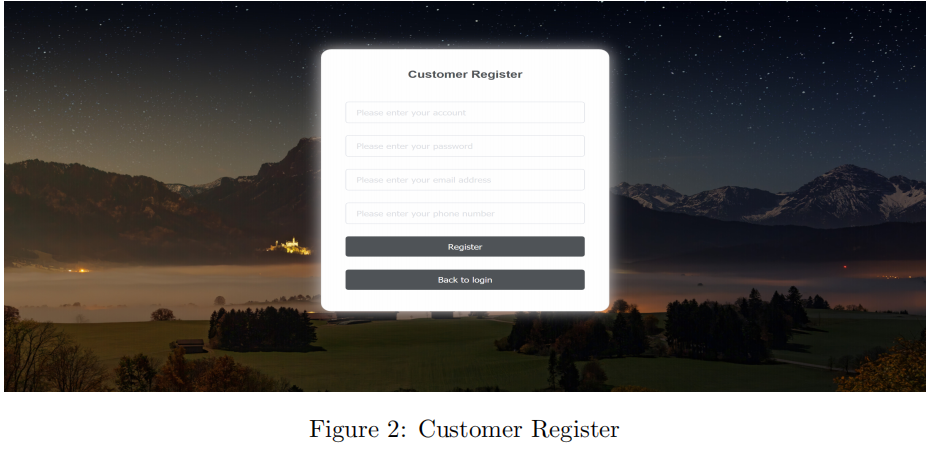 Customer Register
Please enter your account
Please enter your password
Please enter your email address
Please enter your phone number
Register
Back to login
Figure 2: Customer Register